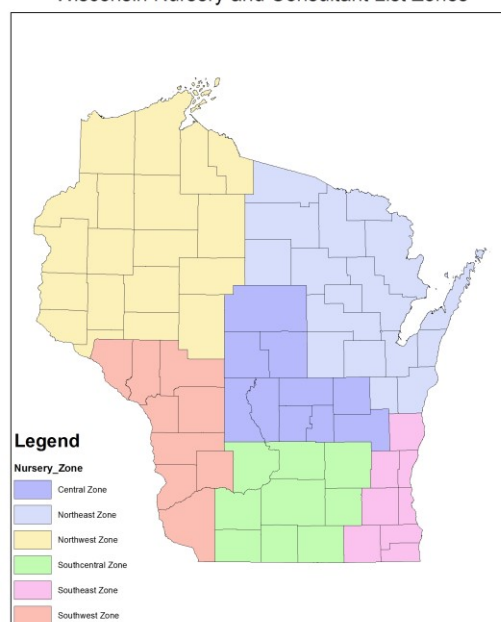 Wisconsin Nursery and Consultant List Zones
Legend
Nursery_Zone
Central Zone
Northeast Zone
Northwest Zone
Southcentral Zone
Southeast Zone
Southwest Zone